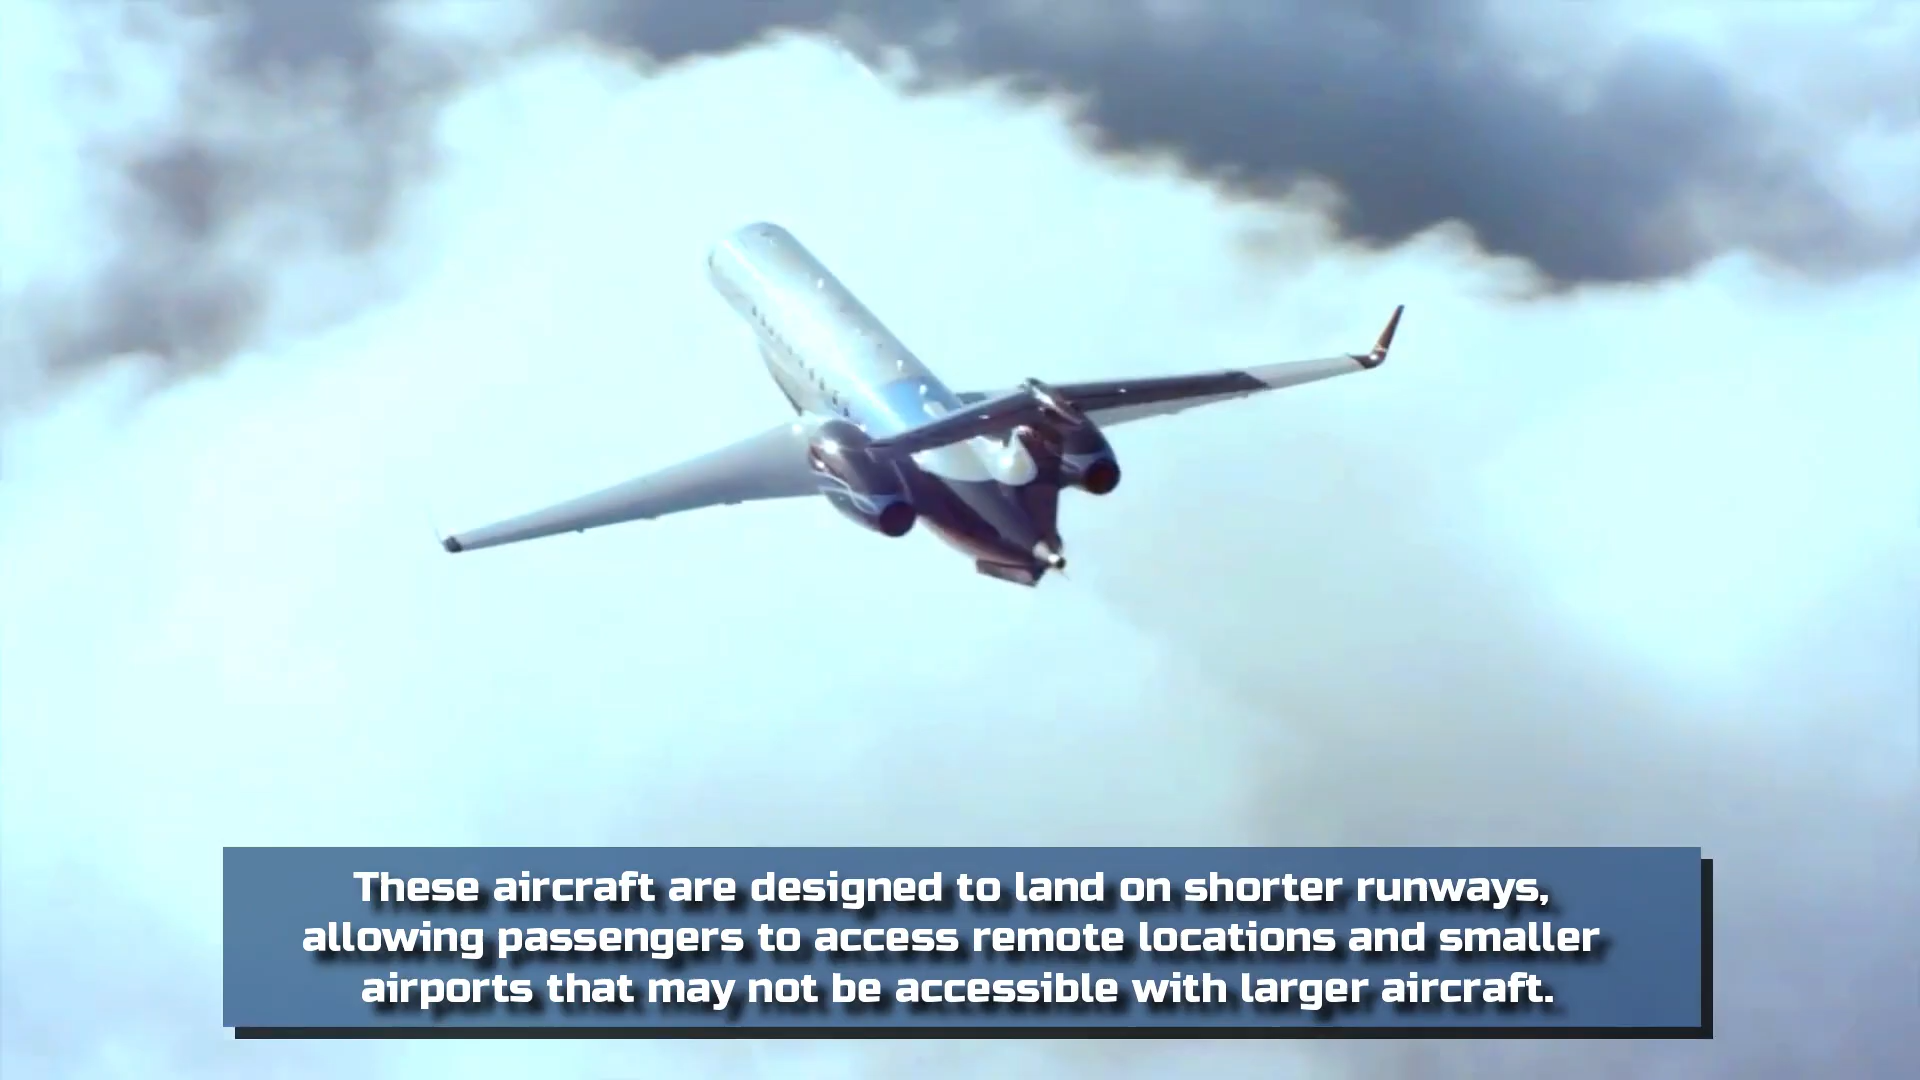 These aircraft are designed to land on shorter runways,
allowing passengers to access remote locations and smaller
airports that may not be accessible with larger aircraft.